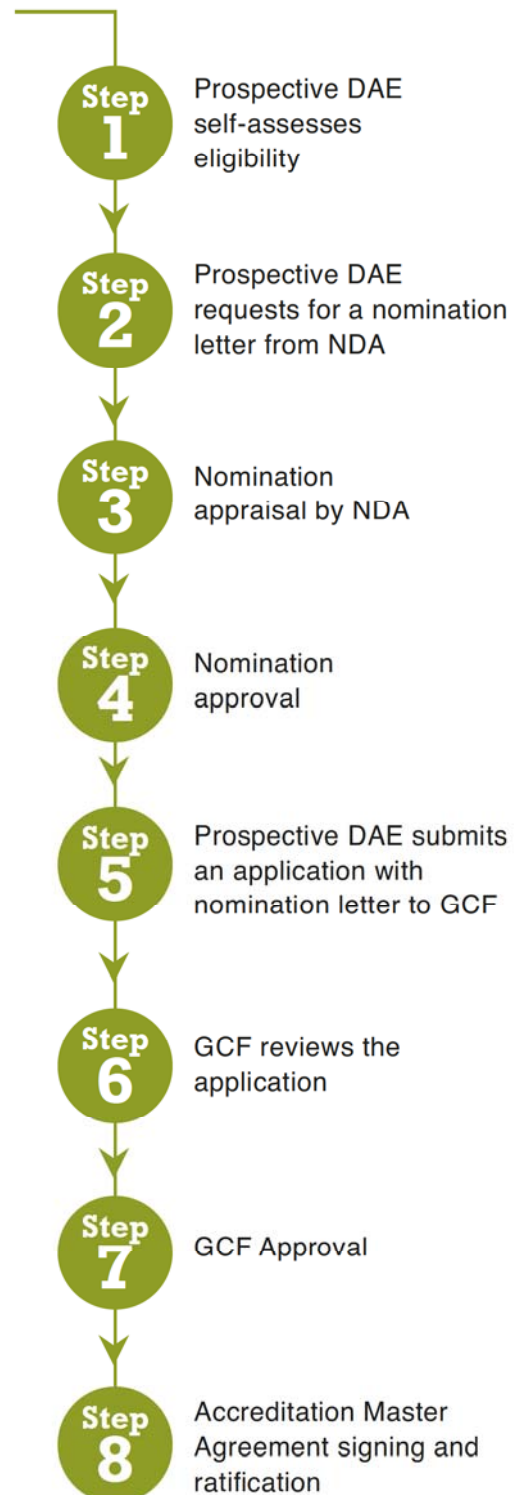 Step
1
Prospective DAE
self-assesses
eligibility
Step
2
Prospective DAE
requests for a nomination
letter from NDA
Step
3
Nomination
appraisal by NDA
Step
4
Nomination
approval
Step
5
Prospective DAE submits
an application with
nomination letter to GCF
Step
6
GCF reviews the
application
Step
7
GCF Approval
Step
8
Accreditation Master
Agreement signing and
ratification